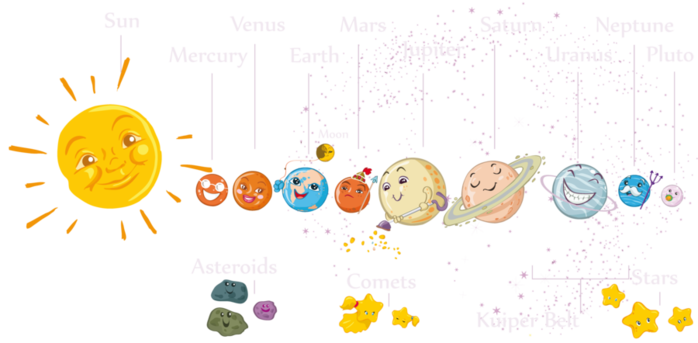 Sun
Venus
Mars
Saturn
Neptune
Mercury
Earth
Jupiter
Uranus
Pluto
Moon
Asteroids
Comets
Kuiper Belt
Stars